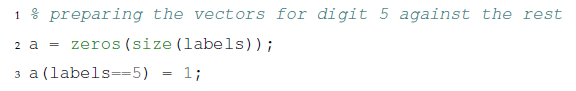 1 % preparing the vectors for digit 5 against the rest
2 a = zeros(size(labels));
3 a(labels==5) = 1;